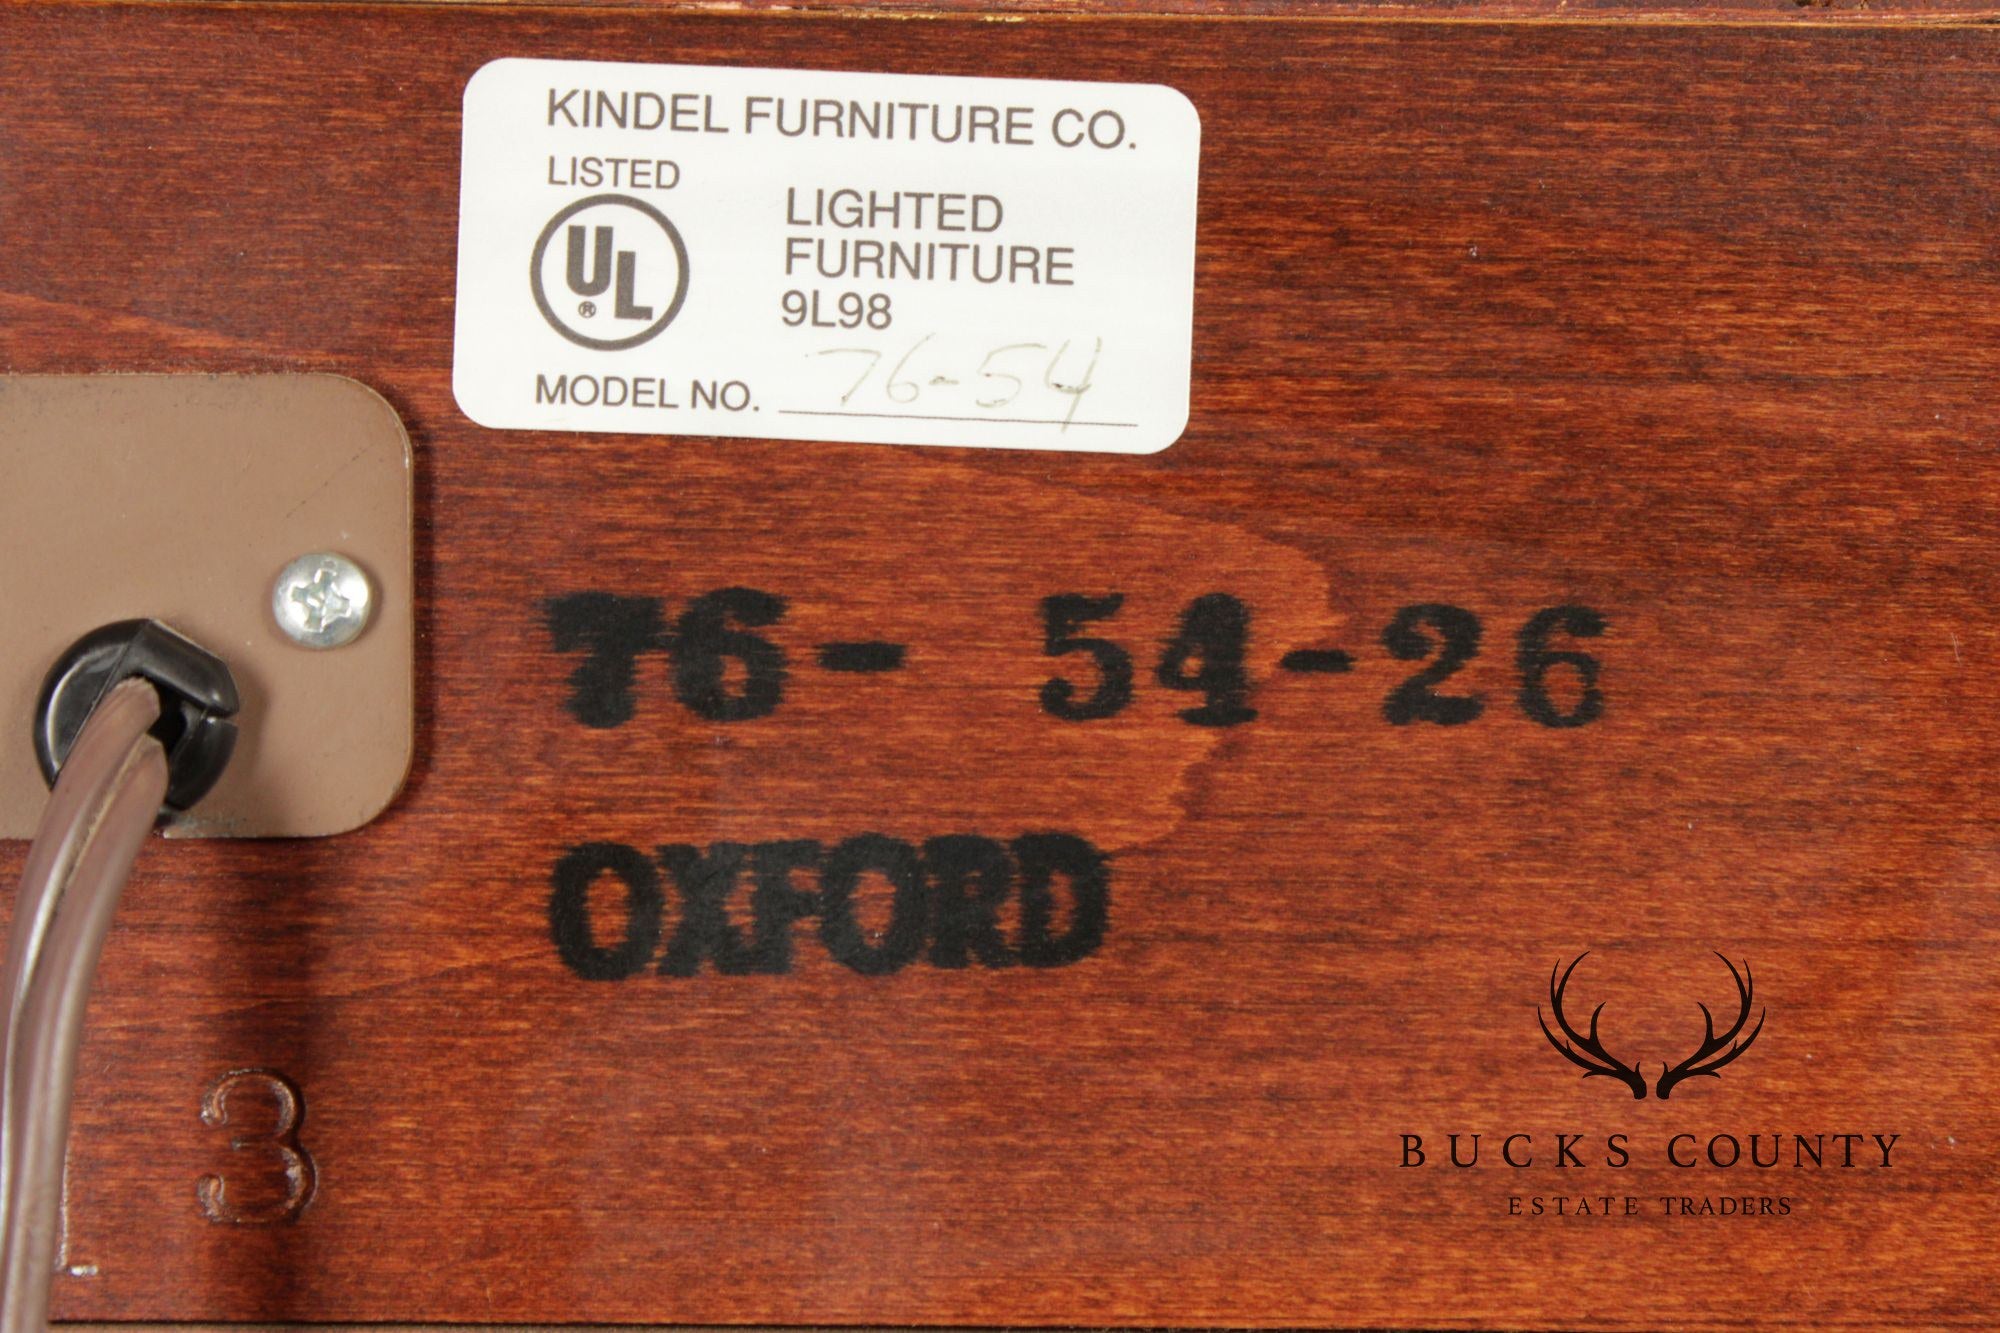 KINDEL FURNITURE CO.
LISTED
UL
®
LIGHTED
FURNITURE
9L98
MODEL NO. 76-54
76- 54-26
OXFORD
3
BUCKS COUNTY
ESTATE TRADERS